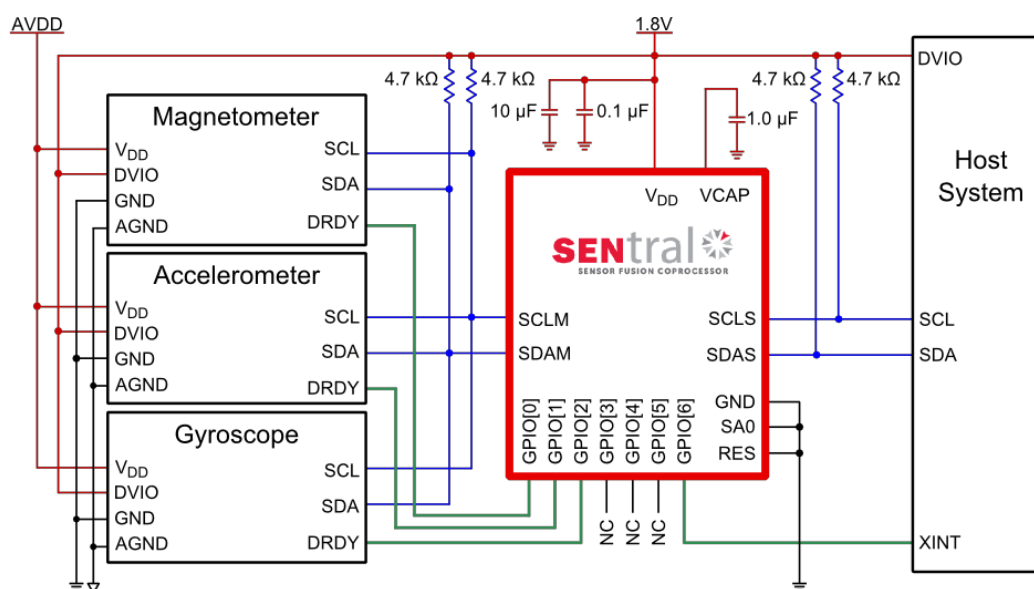 AVDD
1.8V
4.7 kΩ
4.7 kΩ
10 µF
0.1 µF
1.0 µF
4.7 kΩ
4.7 kΩ
Magnetometer
VDD
DVIO
GND
AGND
SCL
SDA
DRDY
Accelerometer
VDD
DVIO
GND
AGND
SCL
SDA
DRDY
Gyroscope
VDD
DVIO
GND
AGND
SCL
SDA
DRDY
VDD
VCAP
SENtral
SENSOR FUSION COPROCESSOR
SCLM
SDAM
SCLS
SDAS
GND
SA0
RES
GPIO[0]
GPIO[1]
GPIO[2]
GPIO[3]
GPIO[4]
GPIO[5]
GPIO[6]
NC
NC
NC
DVIO
Host
System
SCL
SDA
XINT